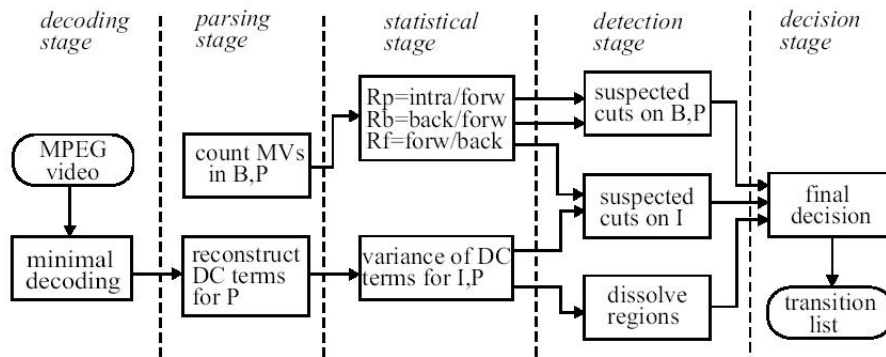 decoding
stage
parsing
stage
statistical
stage
detection
stage
decision
stage
MPEG
video
minimal
decoding
count MVs
in B,P
reconstruct
DC terms
for P
Rp=intra/forw
Rb=back/forw
Rf=forw/back
variance of DC
terms for I,P
suspected
cuts on B,P
suspected
cuts on I
dissolve
regions
final
decision
transition
list